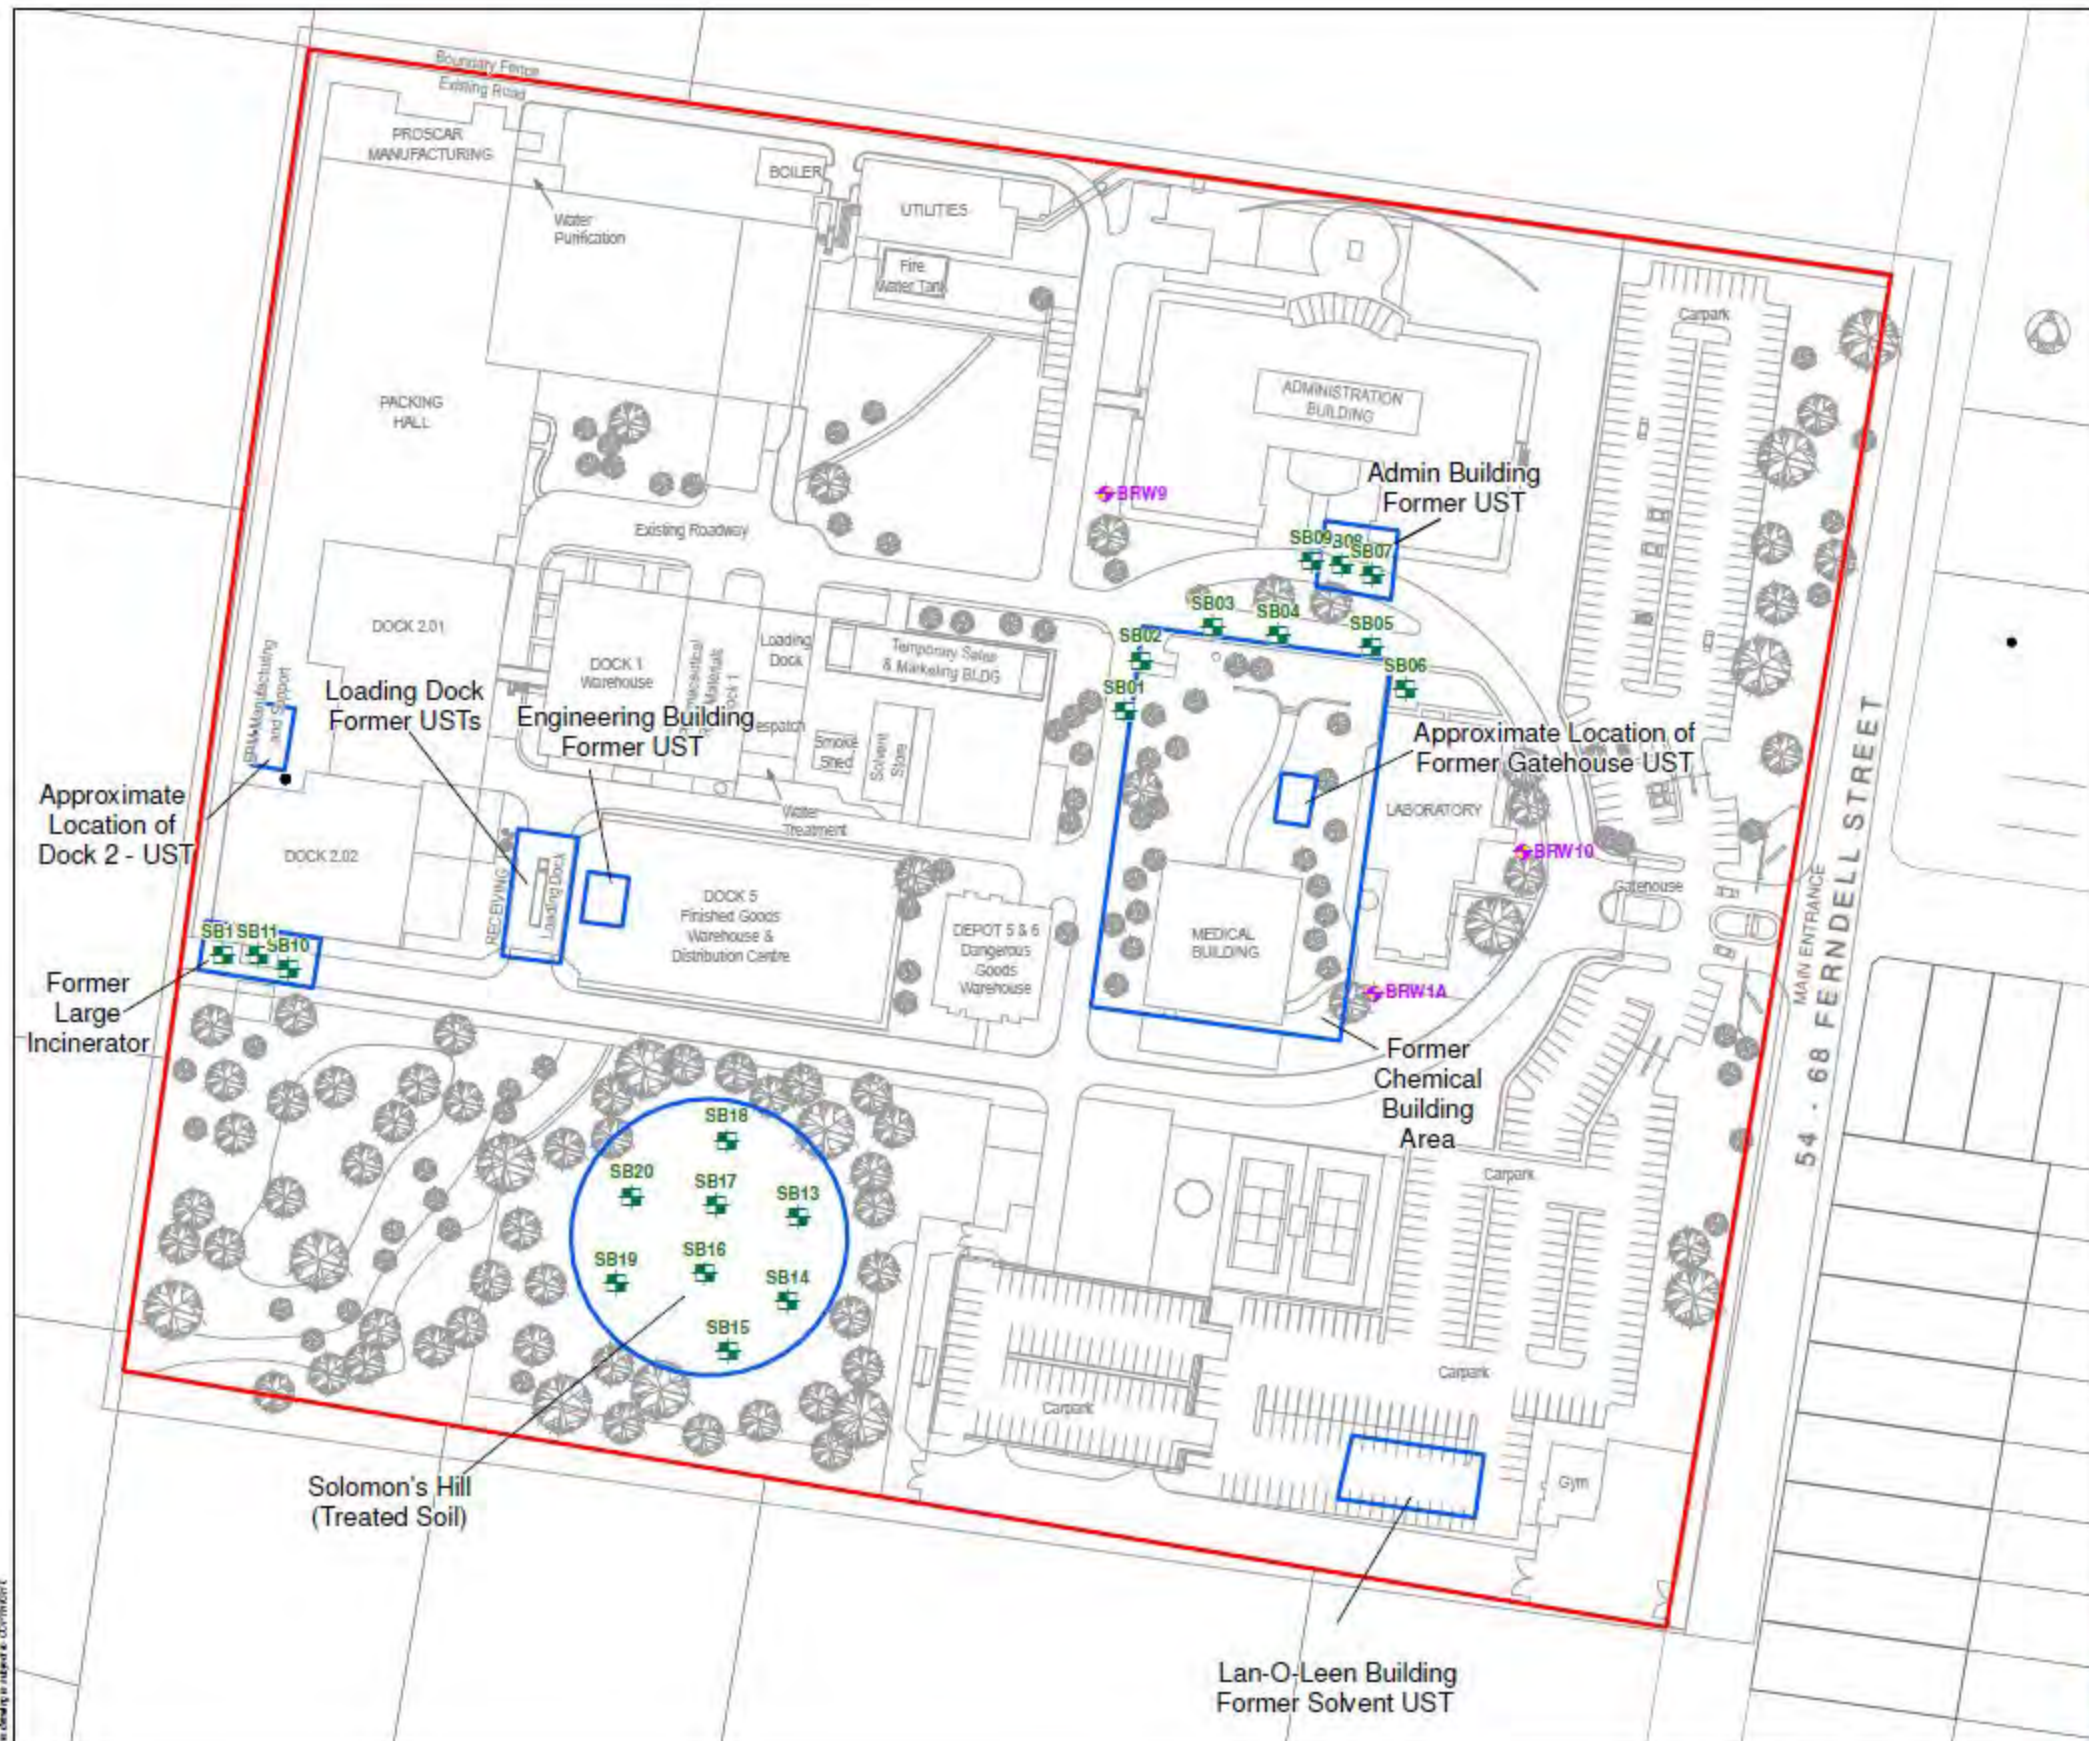 Boundary Fence
Existing Road
PROSCAR
MANUFACTURING
BOILER
UTILITIES
Water
Purification
Fire
Water Tank
Carpark
PACKING
HALL
ADMINISTRATION
BUILDING
Admin Building
Former UST
BRW9
Existing Roadway
SB09
SB07
SB03
SB04
SB05
SB02
SB06
SB01
DOCK 2.01
DOCK 1
Warehouse
Loading
Dock
Temporary Sales
& Marketing BLDG
Manufacturing
and Support
Loading Dock
Former USTs
Engineering Building
Former UST
Materials
Smoke
Shed
Solvent
Store
Approximate Location of
Former Gatehouse UST
Approximate
Location of
Dock 2 - UST
Water
Treatment
LABORATORY
DOCK 2.02
RECEIVING
Loading Dock
DOCK 5
Finished Goods
Warehouse &
Distribution Centre
DEPOT 5 & 6
Dangerous
Goods
Warehouse
MEDICAL
BUILDING
BRW10
Gatehouse
MAIN ENTRANCE
54 - 68 FERNDELL STREET
SB11
SB10
Former
Large
Incinerator
BRW1A
Former
Chemical
Building
Area
SB18
SB20
SB17
SB13
SB19
SB16
SB14
SB15
Carpark
Carpark
Carpark
Gym
Solomon's Hill
(Treated Soil)
Lan-O-Leen Building
Former Solvent UST